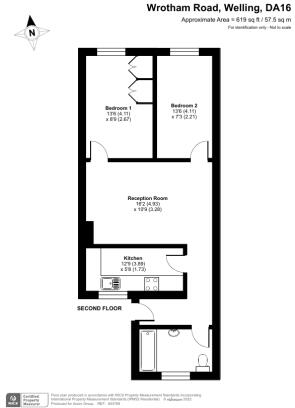 Wrotham Road, Welling, DA16
Approximate Area = 619 sq ft / 57.5 sq m
For identification only - Not to scale
N
Bedroom 1
13'6 (4.11)
x 8'9 (2.67)
Bedroom 2
13'6 (4.11)
x 7'3 (2.21)
Reception Room
16'2 (4.93)
x 10'9 (3.28)
Kitchen
12'9 (3.89)
x 5'8 (1.73)
SECOND FLOOR
RICS
Certified
Property
Measurer
Floor plan produced in accordance with RICS Property Measurement Standards incorporating
International Property Measurement Standards (IPMS2 Residential). © 2022
Produced for Acorn Group. REF: